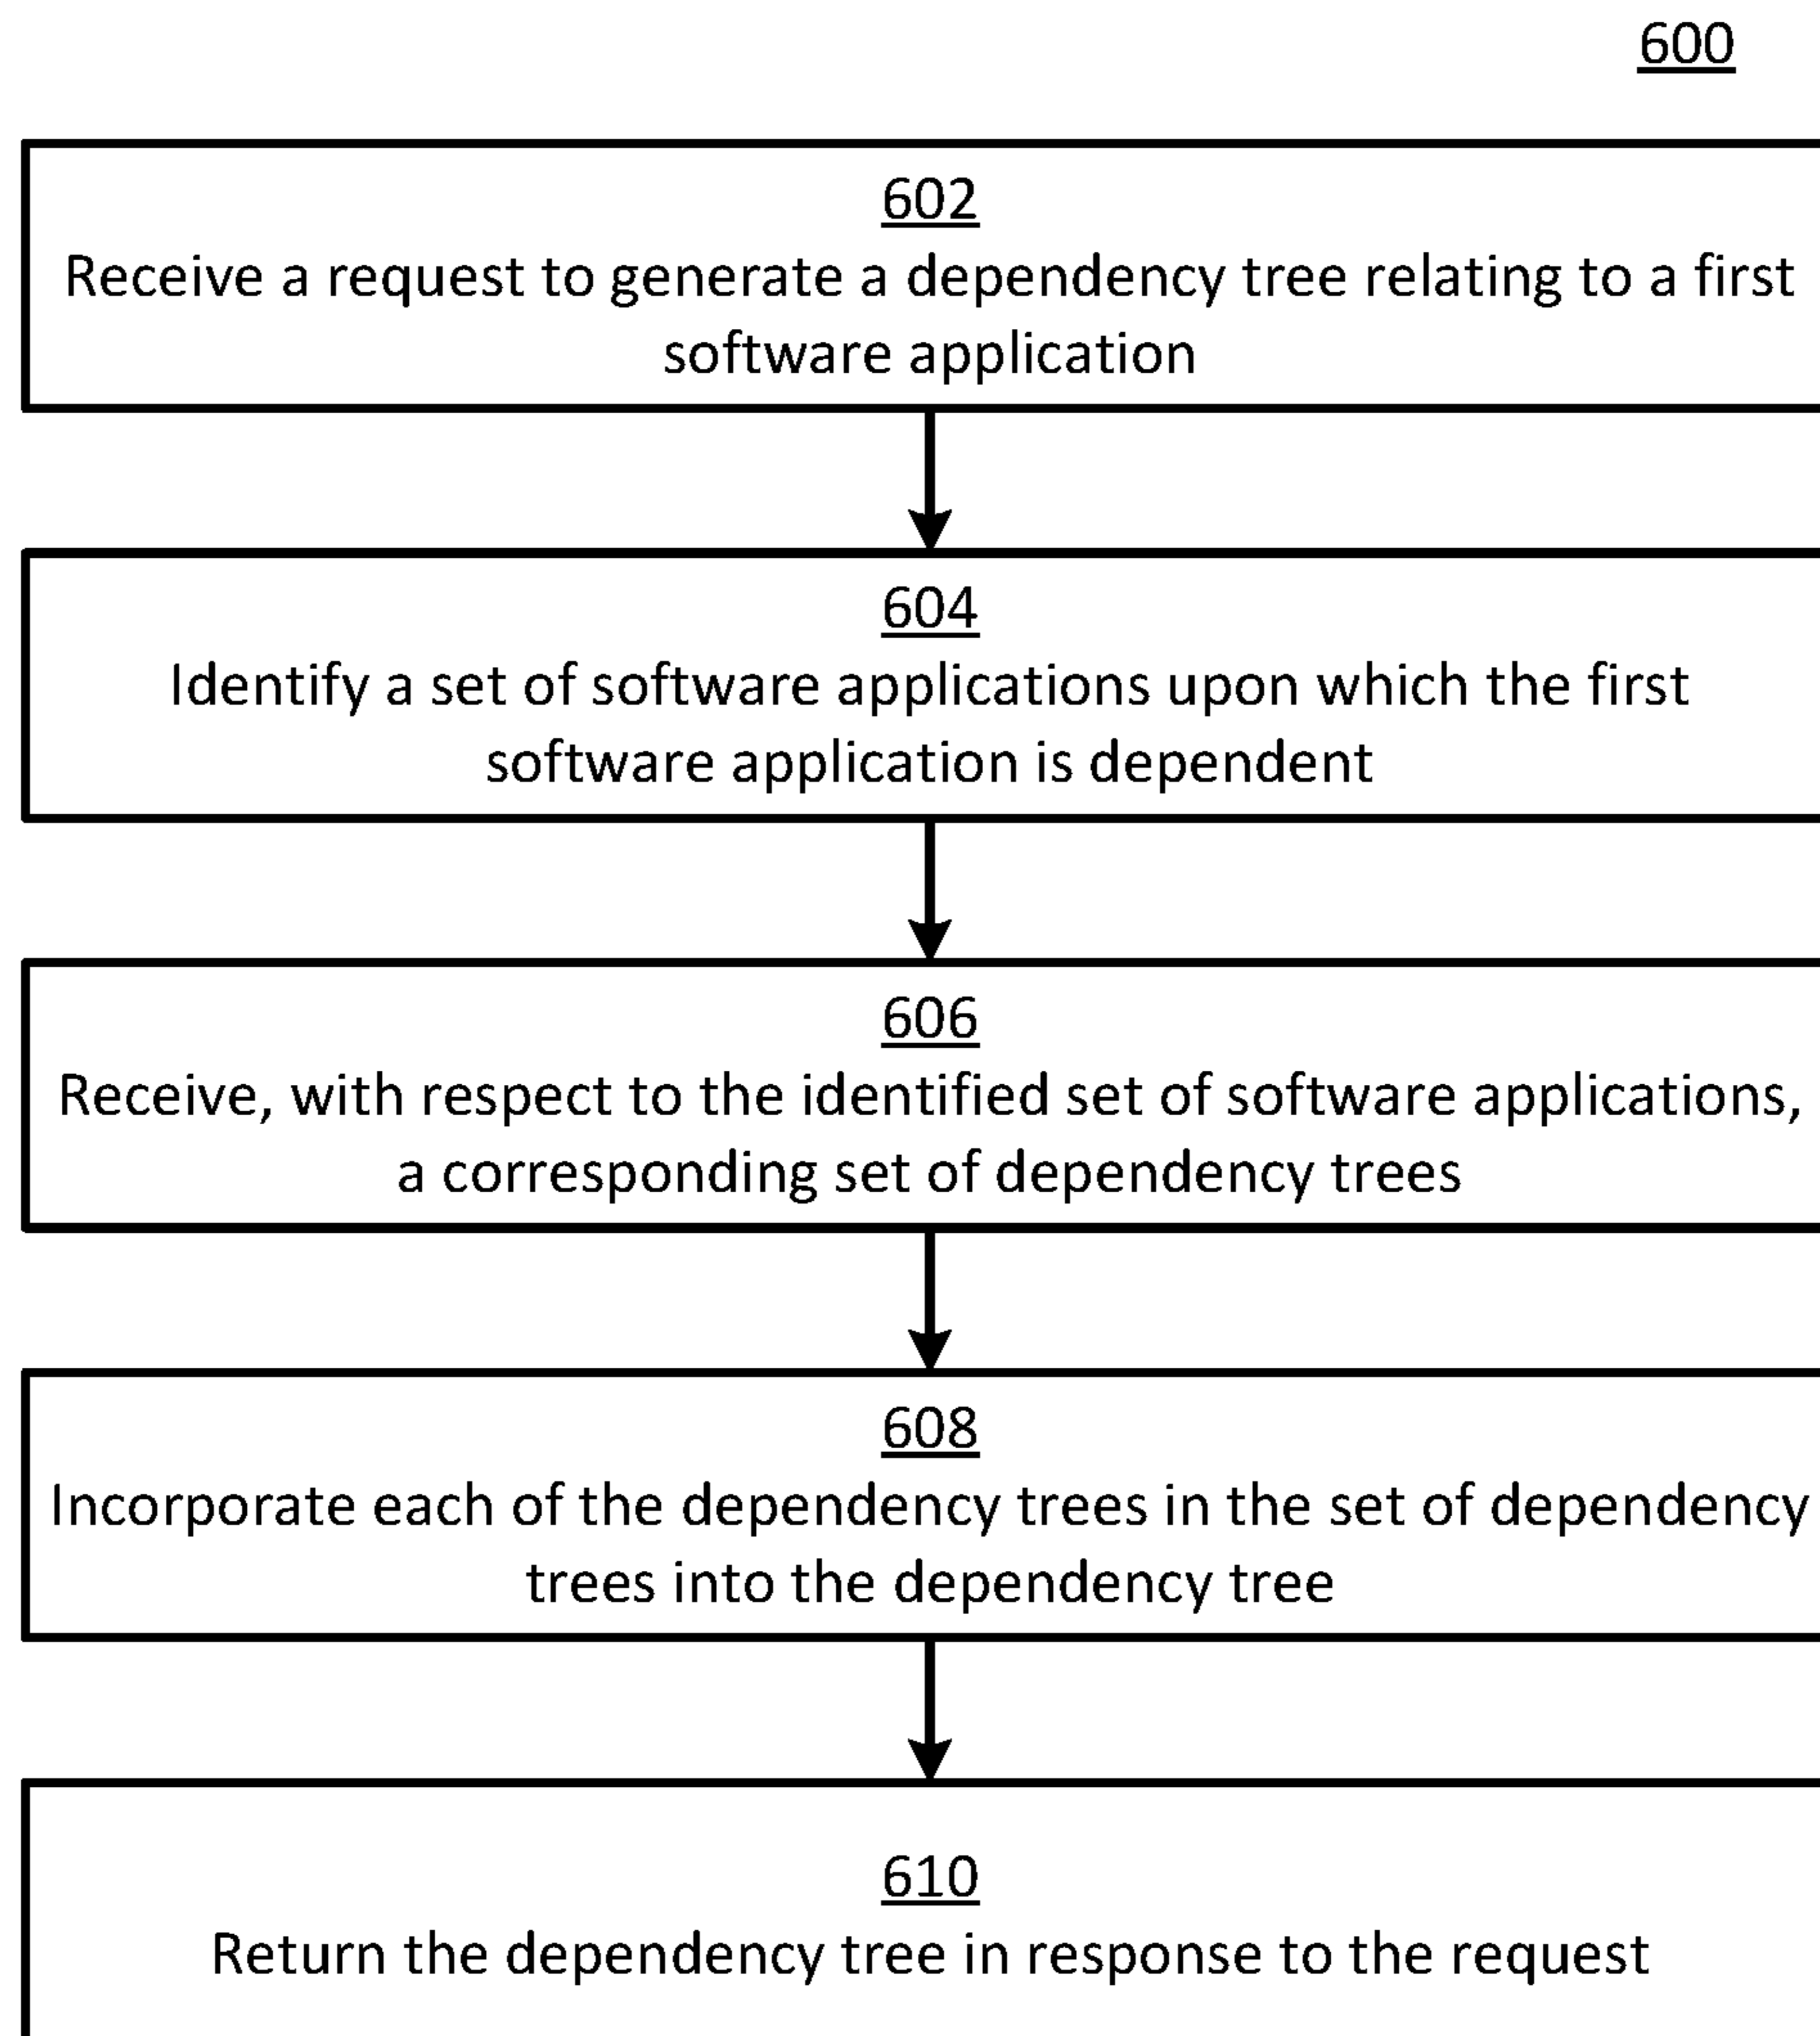 600
602
Receive a request to generate a dependency tree relating to a first
software application
604
Identify a set of software applications upon which the first
software application is dependent
606
Receive, with respect to the identified set of software applications,
a corresponding set of dependency trees
608
Incorporate each of the dependency trees in the set of dependency
trees into the dependency tree
610
Return the dependency tree in response to the request